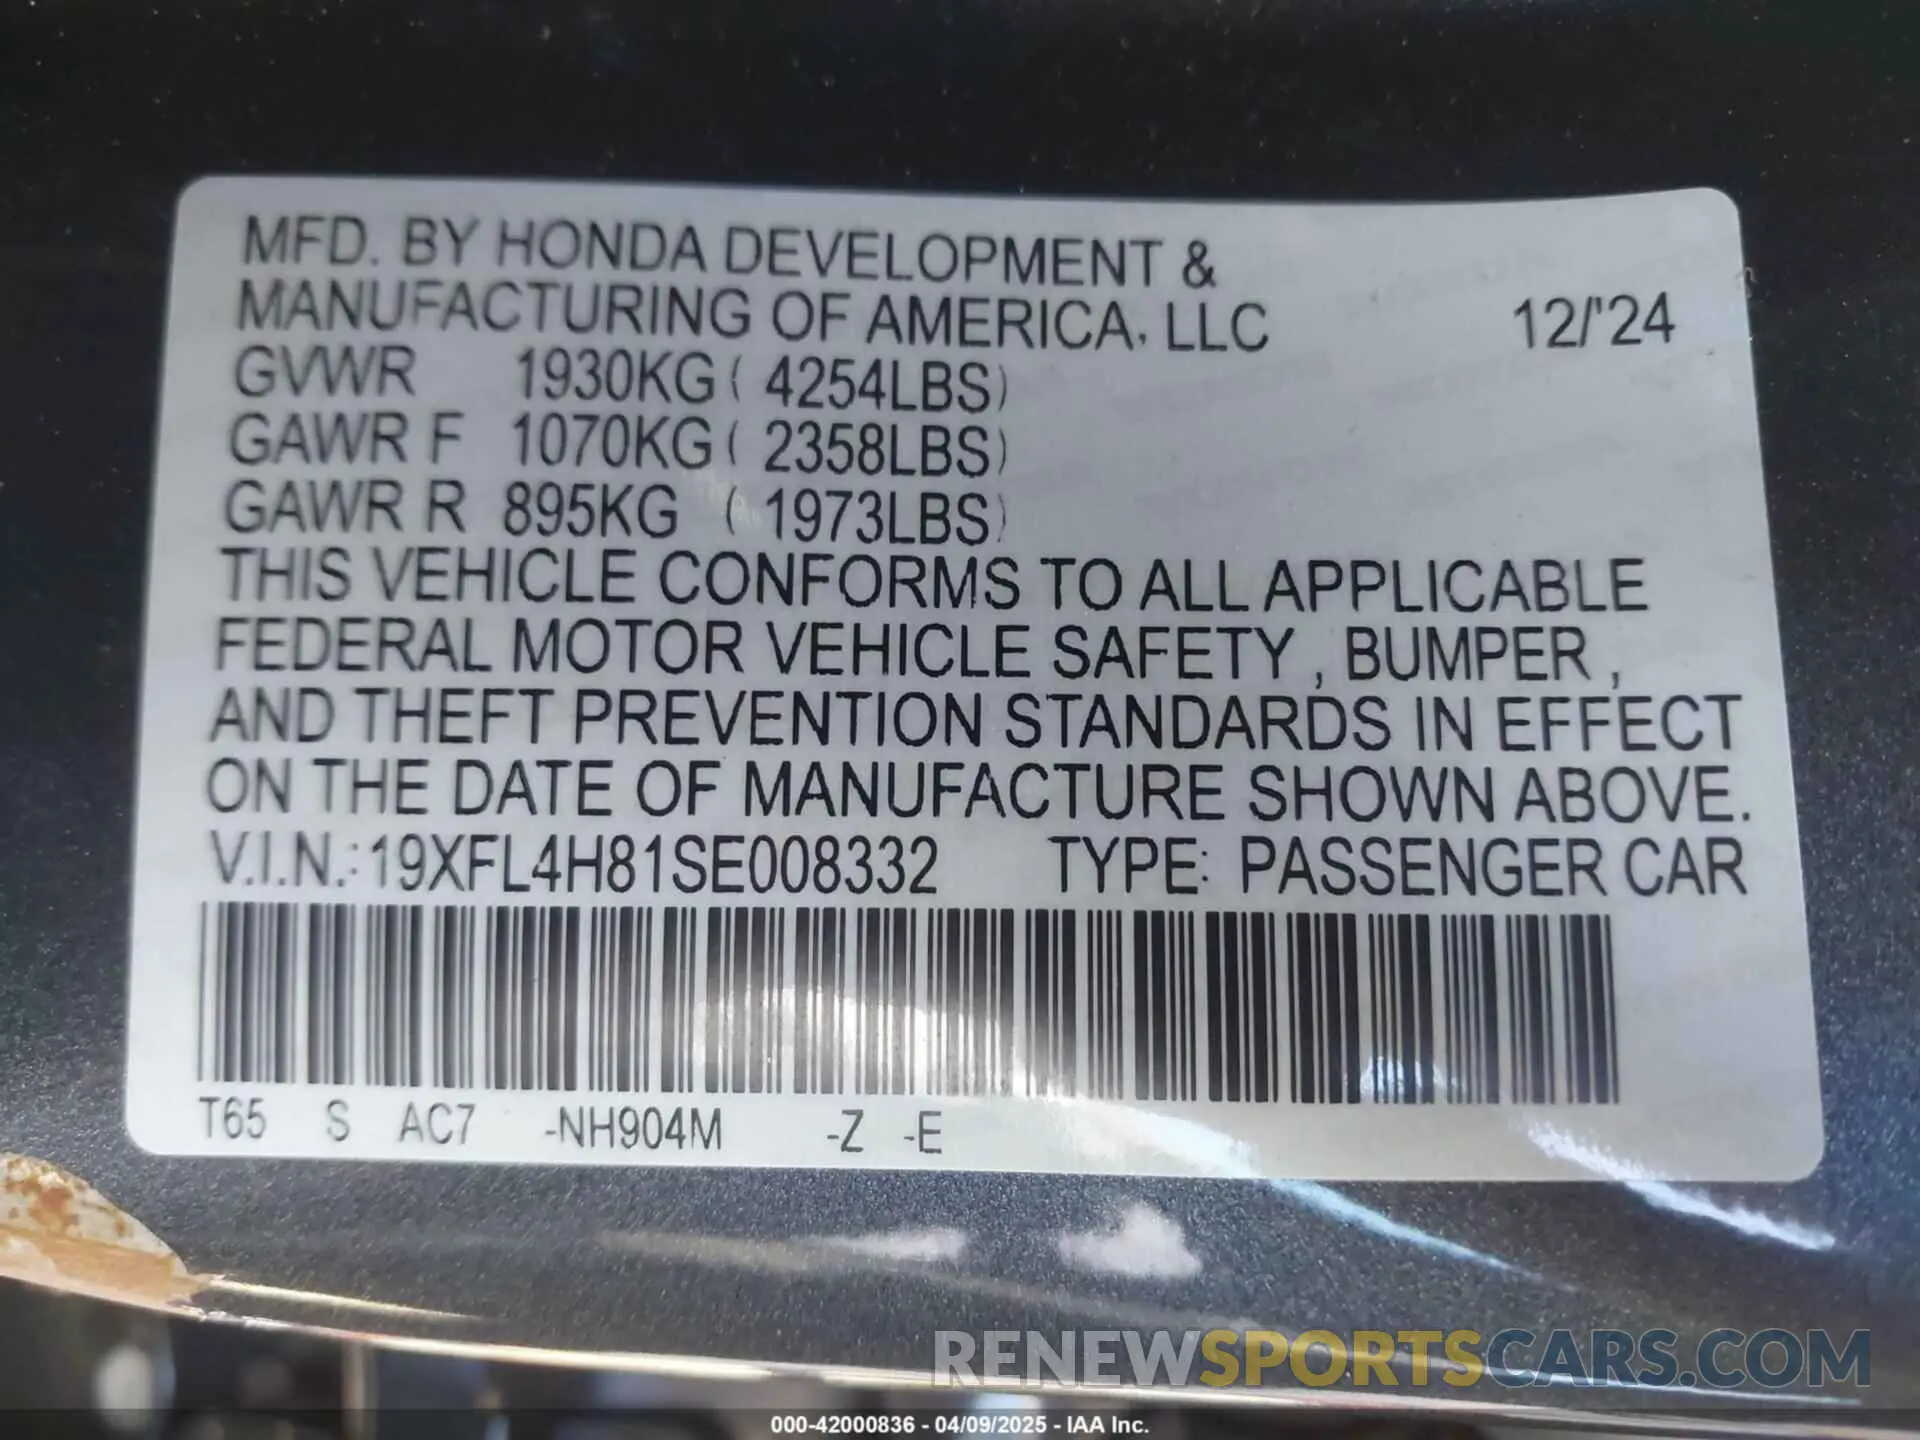 MFD. BY HONDA DEVELOPMENT &
MANUFACTURING OF AMERICA, LLC 12/'24
GVWR 1930KG ( 4254LBS)
GAWR F 1070KG ( 2358LBS)
GAWR R 895KG ( 1973LBS)
THIS VEHICLE CONFORMS TO ALL APPLICABLE
FEDERAL MOTOR VEHICLE SAFETY , BUMPER ,
AND THEFT PREVENTION STANDARDS IN EFFECT
ON THE DATE OF MANUFACTURE SHOWN ABOVE.
V.I.N.: 19XFL4H81SE008332 TYPE: PASSENGER CAR
T65 S AC7 -NH904M -Z -E
RENEWSPORTSCARS.COM
000-42000836 - 04/09/2025 - IAA Inc.